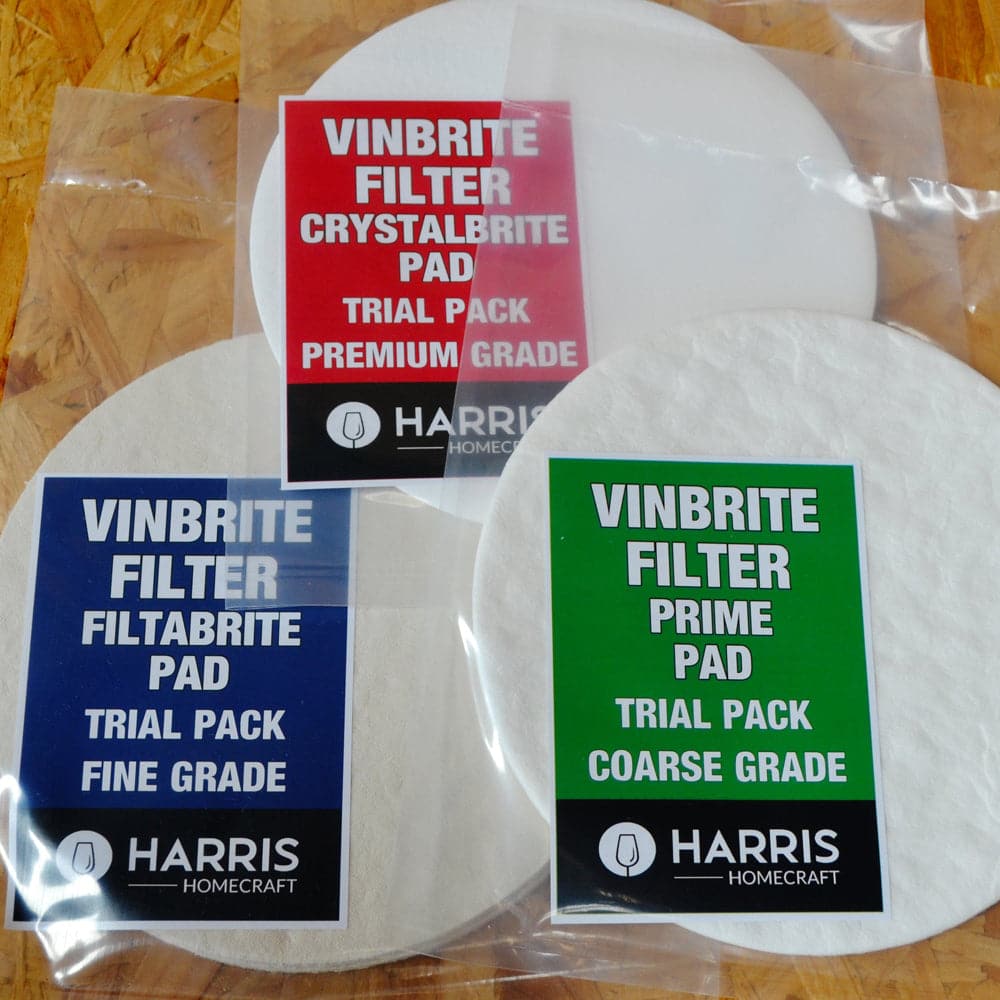 VINBRITE
FILTER
CRYSTALBRITE
PAD
TRIAL PACK
PREMIUM GRADE
HARRIS
VINBRITE
FILTER
FILTABRITE
PAD
TRIAL PACK
FINE GRADE
HARRIS
HOMECRAFT
VINBRITE
FILTER
PRIME
PAD
TRIAL PACK
COARSE GRADE
HARRIS
HOMECRAFT